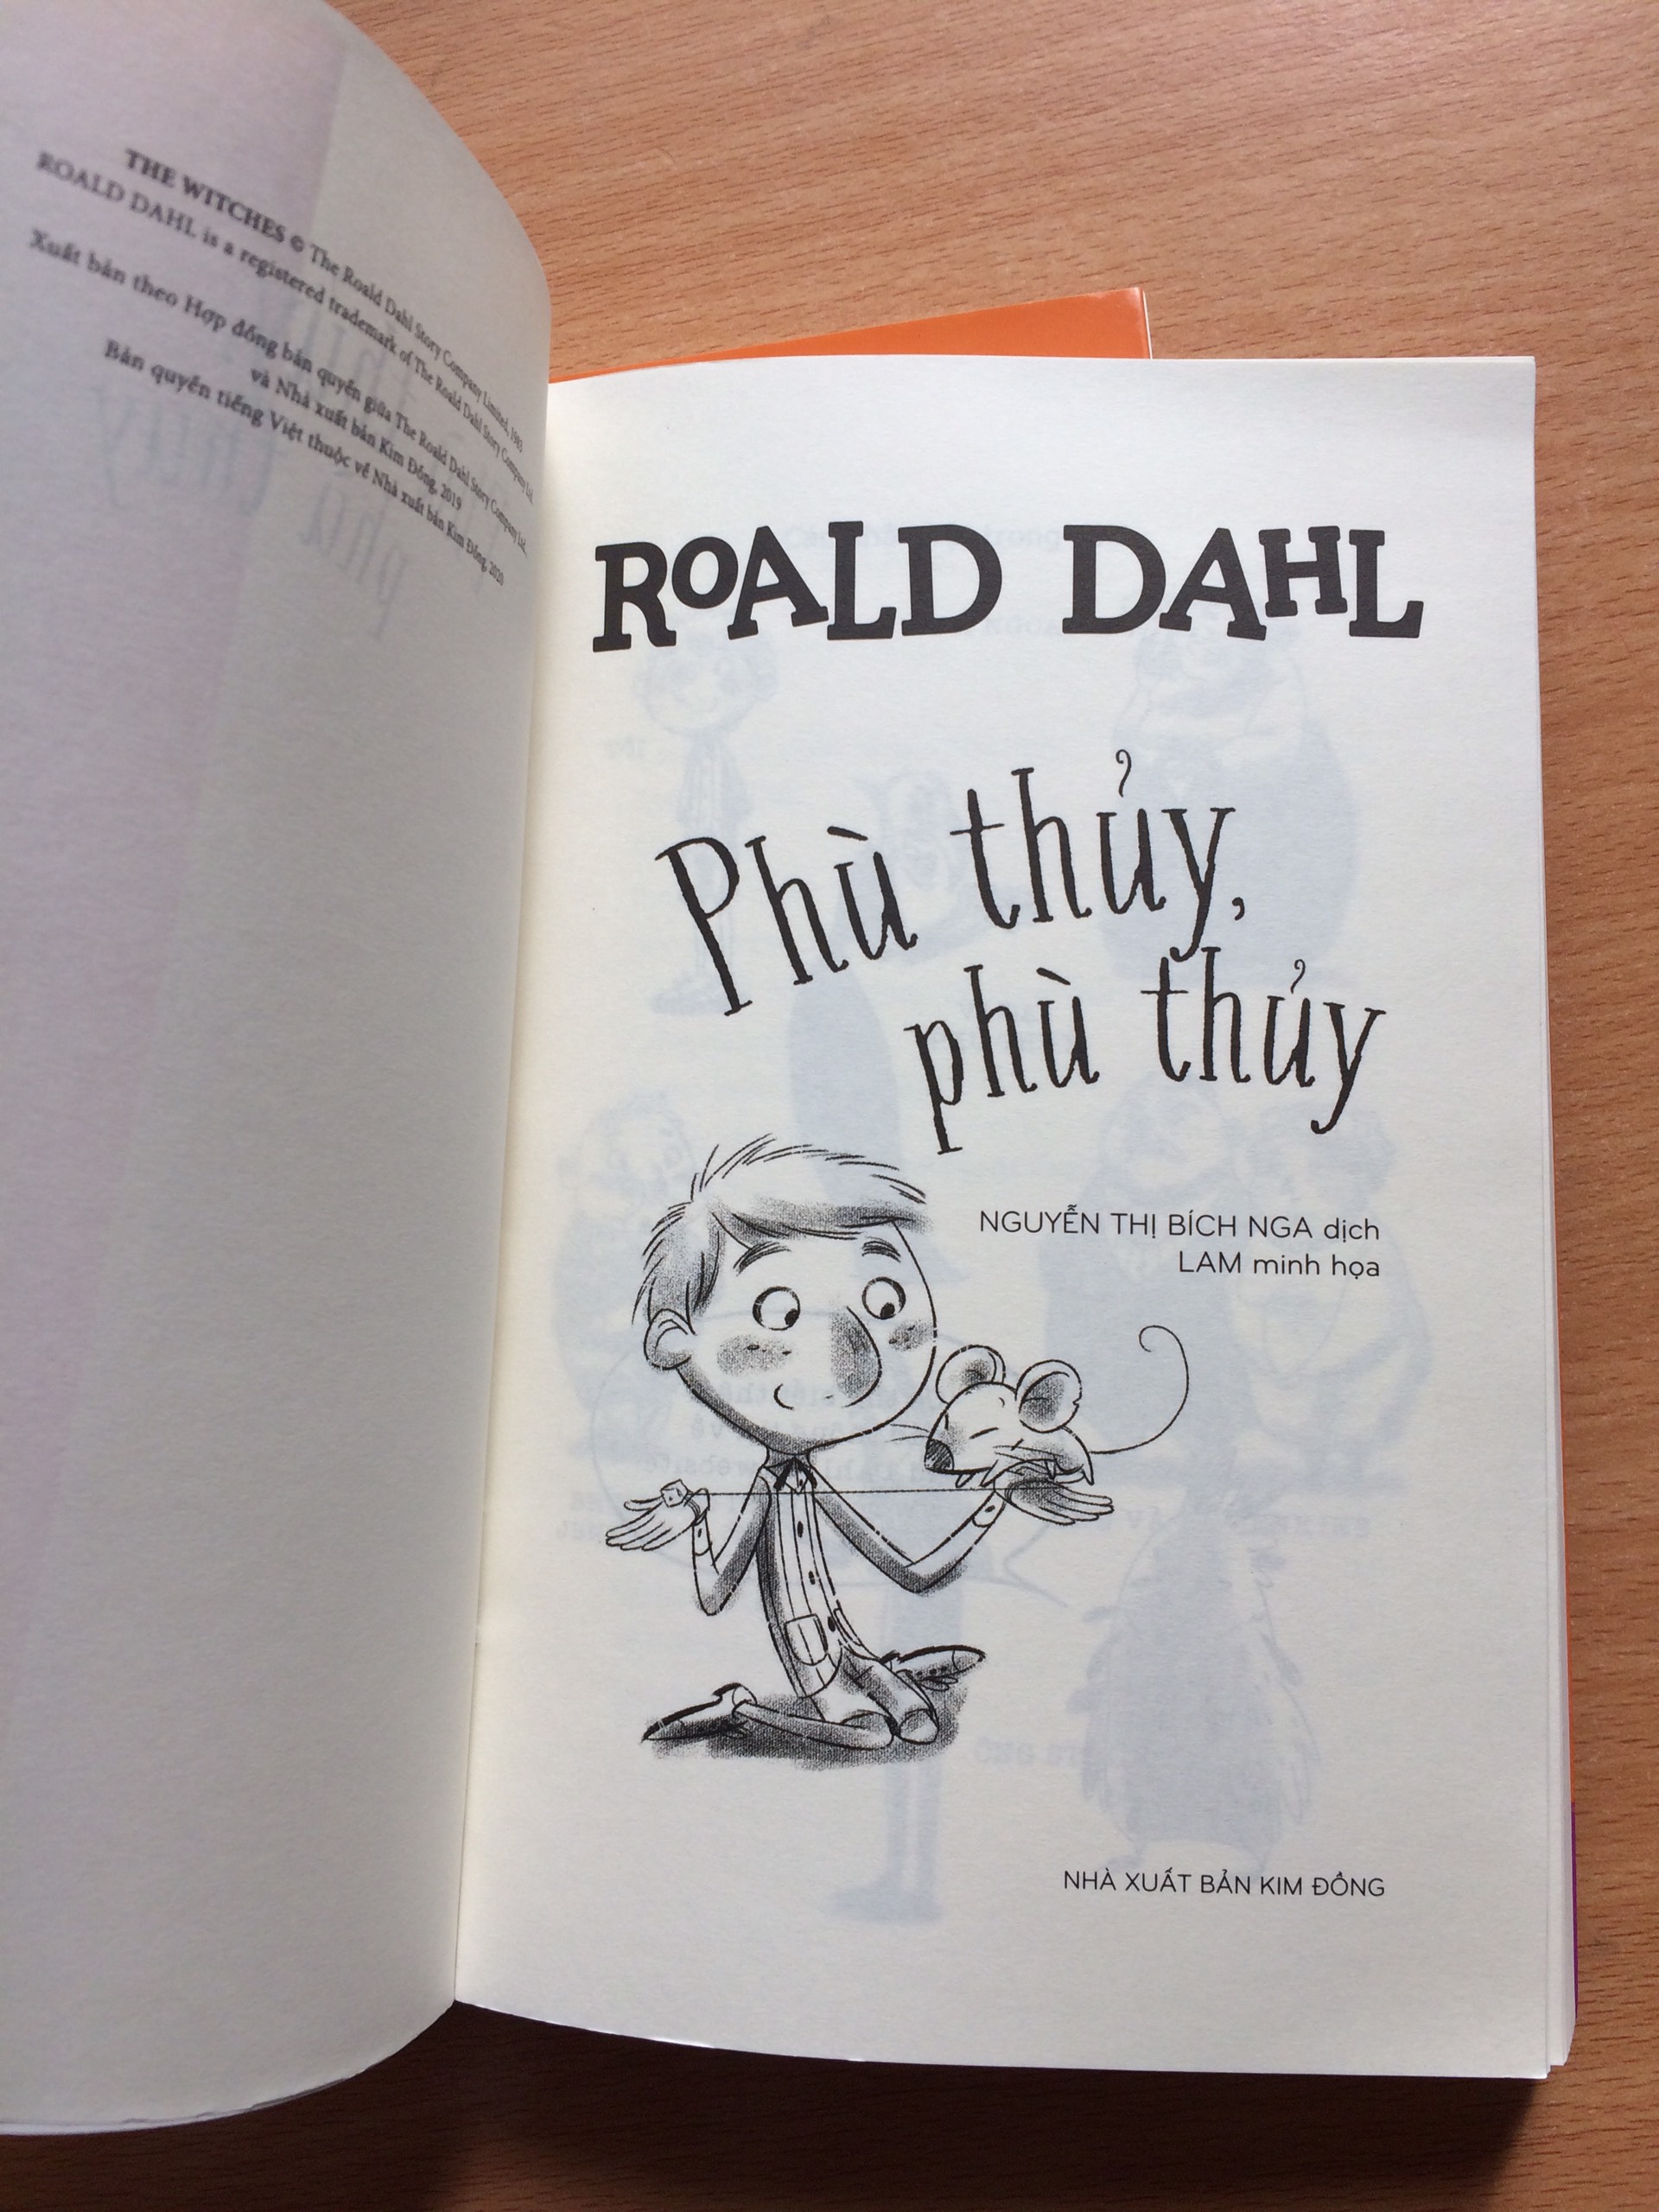 THE WITCHES © The Roald Dahl Story Company Limited, 1983
ROALD DAHL is a registered trademark of The Roald Dahl Story Company Ltd.
Xuất bản theo Hợp đồng bản quyền giữa The Roald Dahl Story Company Ltd.
và Nhà xuất bản Kim Đồng, 2019
Bản quyền tiếng Việt thuộc về Nhà xuất bản Kim Đồng, 2020
ROALD DAHL
Phù thủy,
phù thủy
NGUYỄN THỊ BÍCH NGA dịch
LAM minh họa
NHÀ XUẤT BẢN KIM ĐỒNG